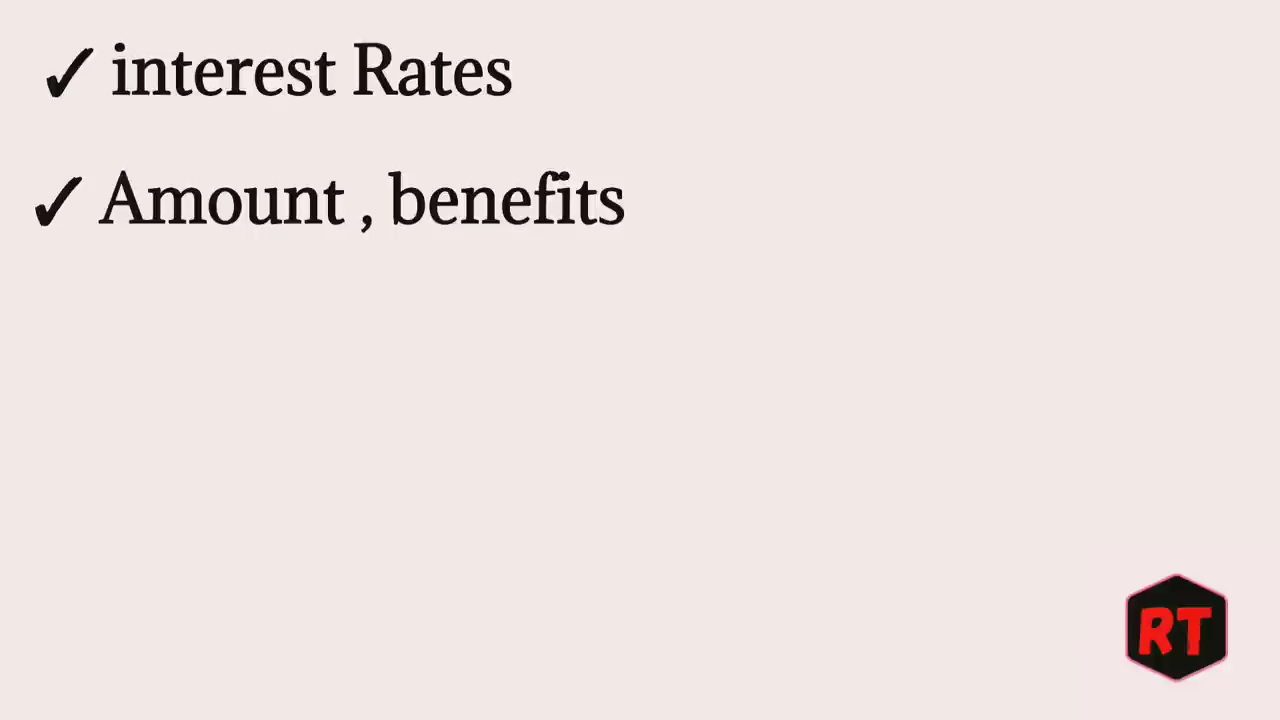 ✓ interest Rates
✓ Amount , benefits
RT